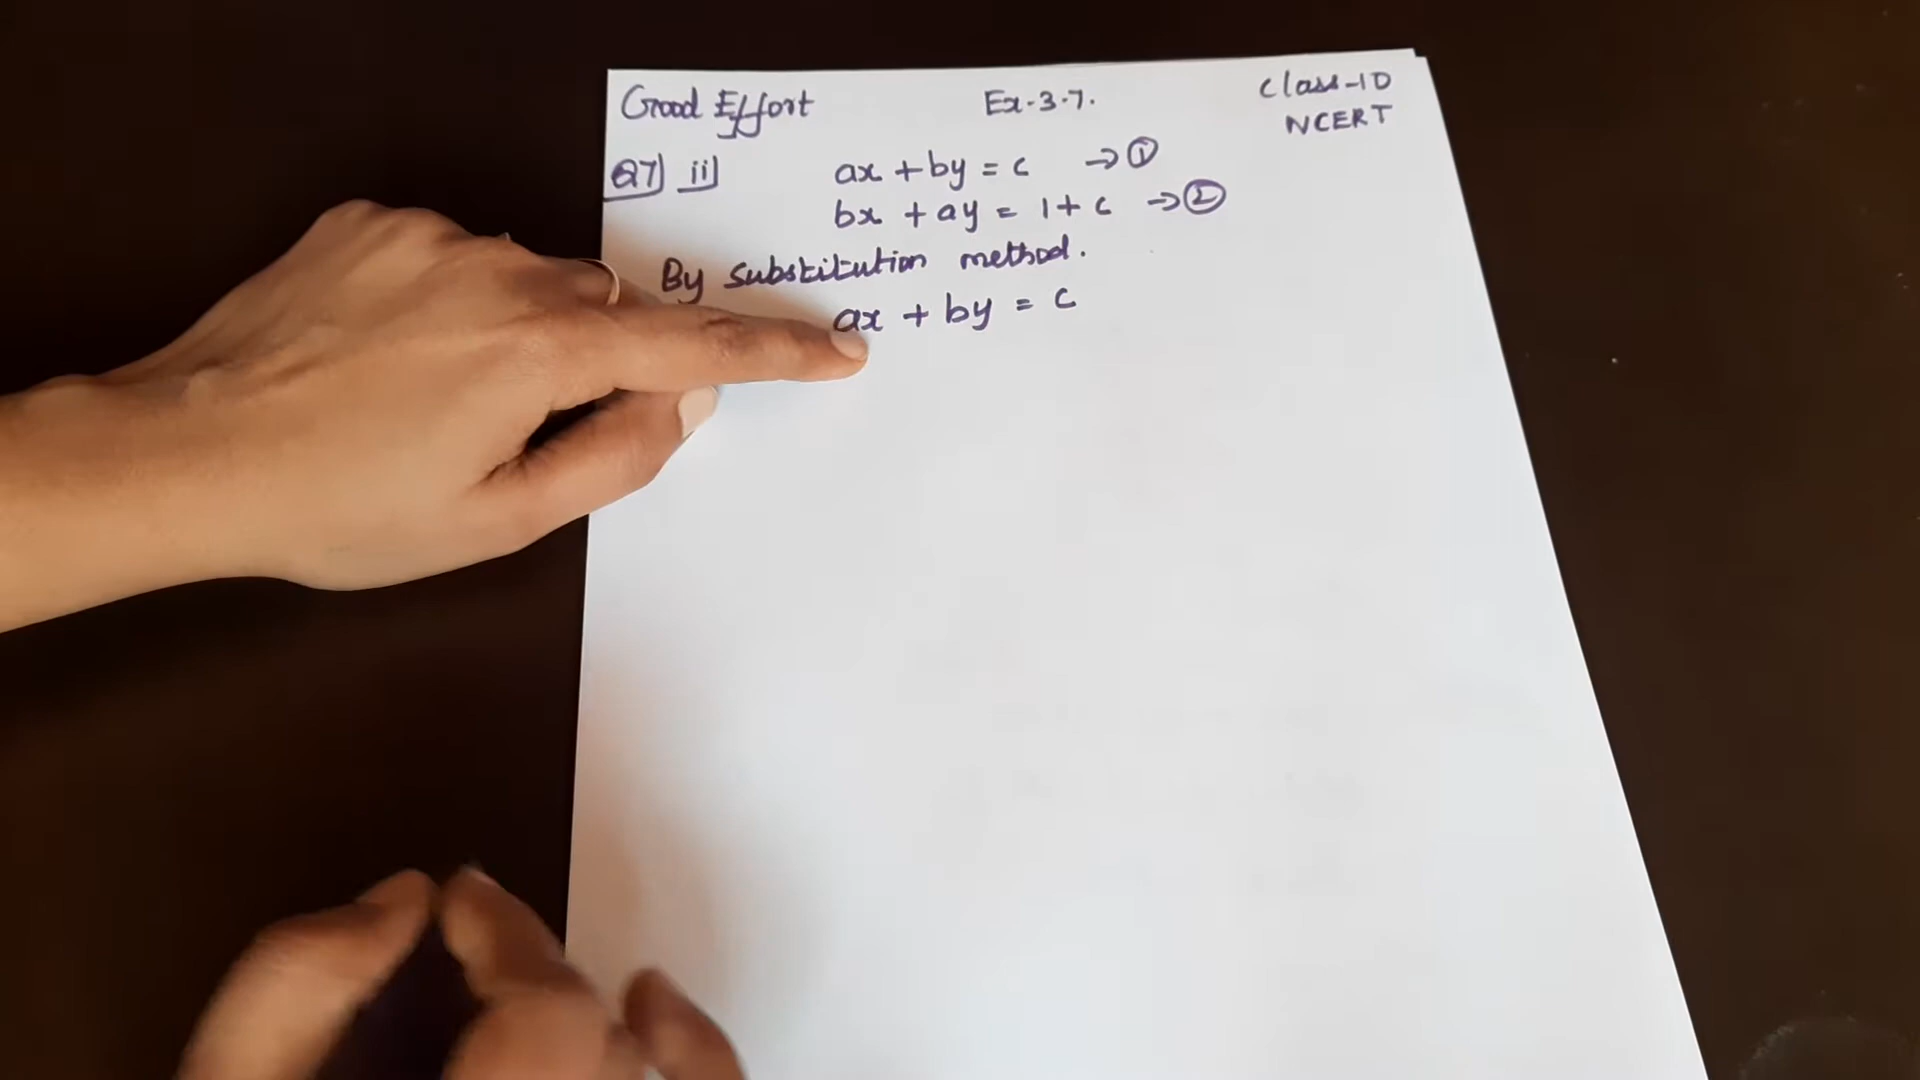 Good Effort Ex-3.7. Class-10
NCERT
Q7) ii) ax + by = c → ①
bx + ay = 1 + c → ②
By substitution method.
ax + by = c